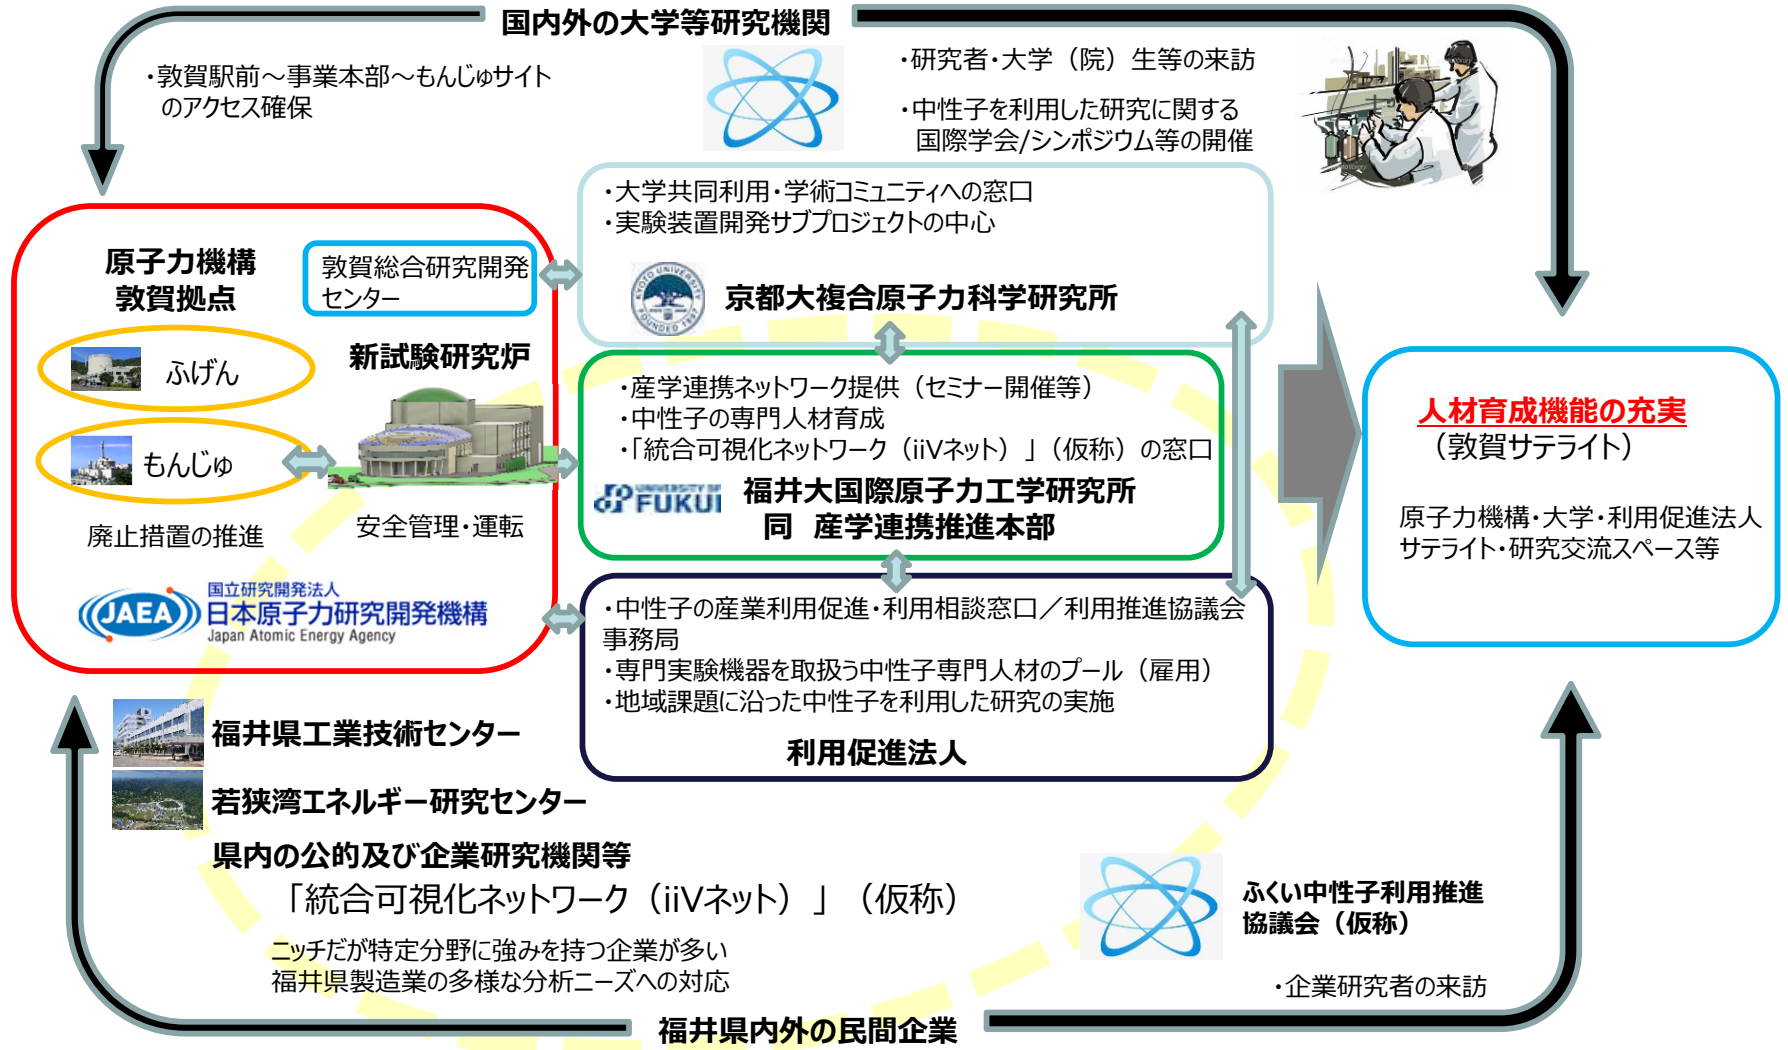 国内外の大学等研究機関
・敦賀駅前～事業本部～もんじゅサイト
のアクセス確保
・研究者・大学（院）生等の来訪
・中性子を利用した研究に関する
国際学会/シンポジウム等の開催
原子力機構
敦賀拠点
敦賀総合研究開発
センター
ふげん
もんじゅ
廃止措置の推進
新試験研究炉
安全管理・運転
JAEA
国立研究開発法人
日本原子力研究開発機構
Japan Atomic Energy Agency
・大学共同利用・学術コミュニティへの窓口
・実験装置開発サブプロジェクトの中心
KYOTO UNIVERSITY
FOUNDED 1897
京都大複合原子力科学研究所
・産学連携ネットワーク提供（セミナー開催等）
・中性子の専門人材育成
・「統合可視化ネットワーク（iiVネット）」（仮称）の窓口
UNIVERSITY OF
FUKUI
福井大国際原子力工学研究所
同　産学連携推進本部
・中性子の産業利用促進・利用相談窓口／利用推進協議会
事務局
・専門実験機器を取扱う中性子専門人材のプール（雇用）
・地域課題に沿った中性子を利用した研究の実施
利用促進法人
人材育成機能の充実
（敦賀サテライト）
原子力機構・大学・利用促進法人
サテライト・研究交流スペース等
福井県工業技術センター
若狭湾エネルギー研究センター
県内の公的及び企業研究機関等
「統合可視化ネットワーク（iiVネット）」（仮称）
ニッチだが特定分野に強みを持つ企業が多い
福井県製造業の多様な分析ニーズへの対応
ふくい中性子利用推進
協議会（仮称）
・企業研究者の来訪
福井県内外の民間企業